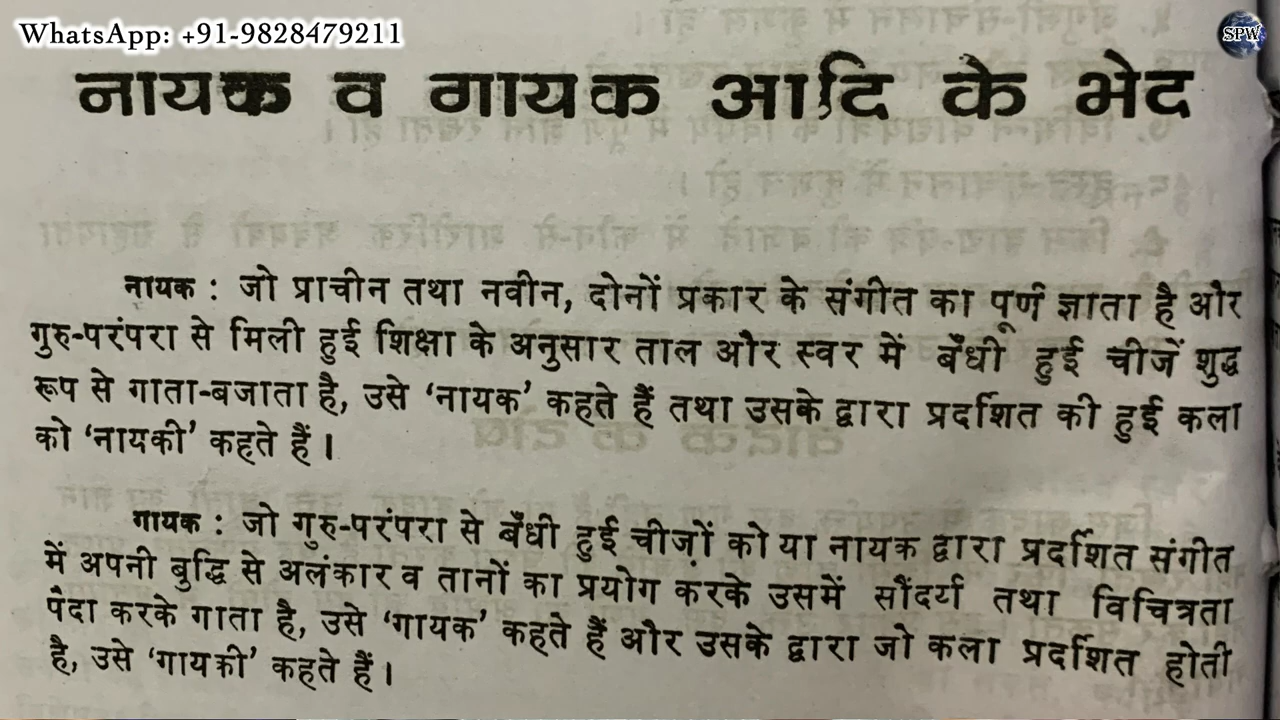 WhatsApp: +91-9828479211
SPW
नायक व गायक आदि के भेद
नायक : जो प्राचीन तथा नवीन, दोनों प्रकार के संगीत का पूर्ण ज्ञाता है और
गुरु-परंपरा से मिली हुई शिक्षा के अनुसार ताल और स्वर में बँधी हुई चीजें शुद्ध
रूप से गाता-बजाता है, उसे ‘नायक’ कहते हैं तथा उसके द्वारा प्रदर्शित की हुई कला
को ‘नायकी’ कहते हैं।
गायक : जो गुरु-परंपरा से बँधी हुई चीज़ों को या नायक द्वारा प्रदर्शित संगीत
में अपनी बुद्धि से अलंकार व तानों का प्रयोग करके उसमें सौंदर्य तथा विचित्रता
पैदा करके गाता है, उसे ‘गायक’ कहते हैं और उसके द्वारा जो कला प्रदर्शित होती
है, उसे ‘गायकी’ कहते हैं।